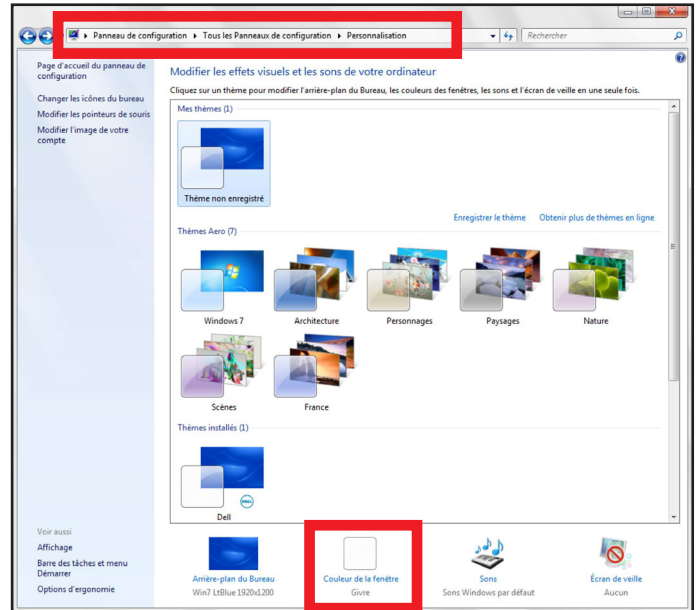 Panneau de configuration ▸ Tous les Panneaux de configuration ▸ Personnalisation
Rechercher
Page d'accueil du panneau de
configuration
Changer les icônes du bureau
Modifier les pointeurs de souris
Modifier l'image de votre
compte
Modifier les effets visuels et les sons de votre ordinateur
Cliquez sur un thème pour modifier l'arrière-plan du Bureau, les couleurs des fenêtres, les sons et l'écran de veille en une seule fois.
Mes thèmes (1)
Thème non enregistré
Enregistrer le thème Obtenir plus de thèmes en ligne
Thèmes Aero (7)
Windows 7 Architecture Personnages Paysages Nature
Scènes France
Thèmes installés (1)
DELL
Dell
Voir aussi
Affichage
Barre des tâches et menu
Démarrer
Options d'ergonomie
Arrière-plan du Bureau Couleur de la fenêtre Sons Écran de veille
Win7 LtBlue 1920x1200 Givre Sons Windows par défaut Aucun